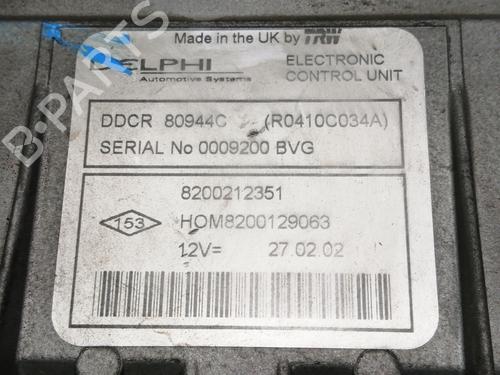 Made in the UK by TRW
DELPHI
Automotive Systems
ELECTRONIC
CONTROL UNIT
DDCR 80944C (R0410C034A)
SERIAL No 0009200 BVG
8200212351
153
HOM8200129063
12V= 27.02.02
B-PARTS